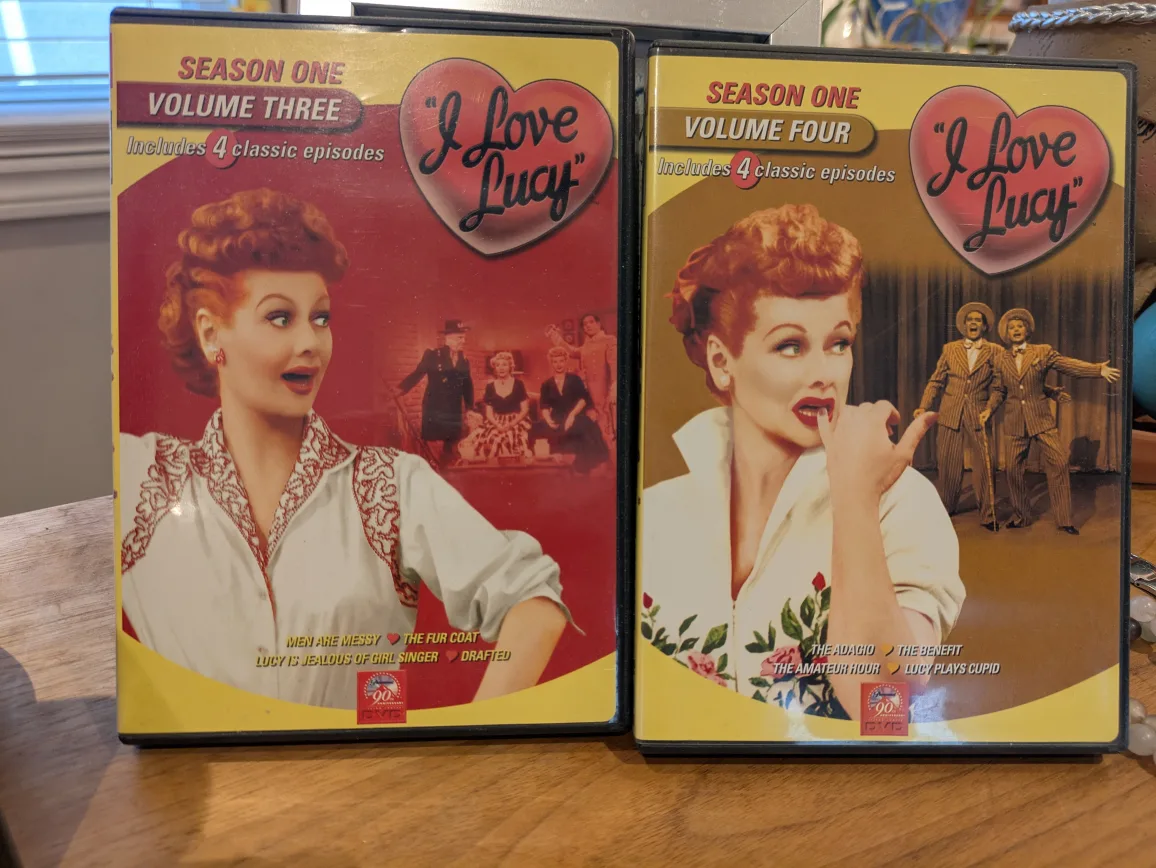 SEASON ONE
VOLUME THREE
Includes 4 classic episodes
"I Love
Lucy"
MEN ARE MESSY ♥ THE FUR COAT
LUCY IS JEALOUS OF GIRL SINGER ♥ DRAFTED
90th
SEASON ONE
VOLUME FOUR
Includes 4 classic episodes
"I Love
Lucy"
THE ADAGIO ♥ THE BENEFIT
THE AMATEUR HOUR ♥ LUCY PLAYS CUPID
90th